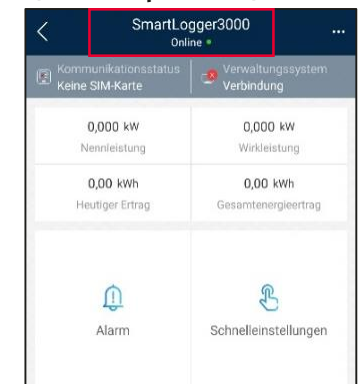 SmartLogger3000
Online
Kommunikationsstatus
Keine SIM-Karte
Verwaltungssystem
Verbindung
0,000 kW
Nennleistung
0,000 kW
Wirkleistung
0,00 kWh
Heutiger Ertrag
0,00 kWh
Gesamtenergieertrag
Alarm
Schnelleinstellungen